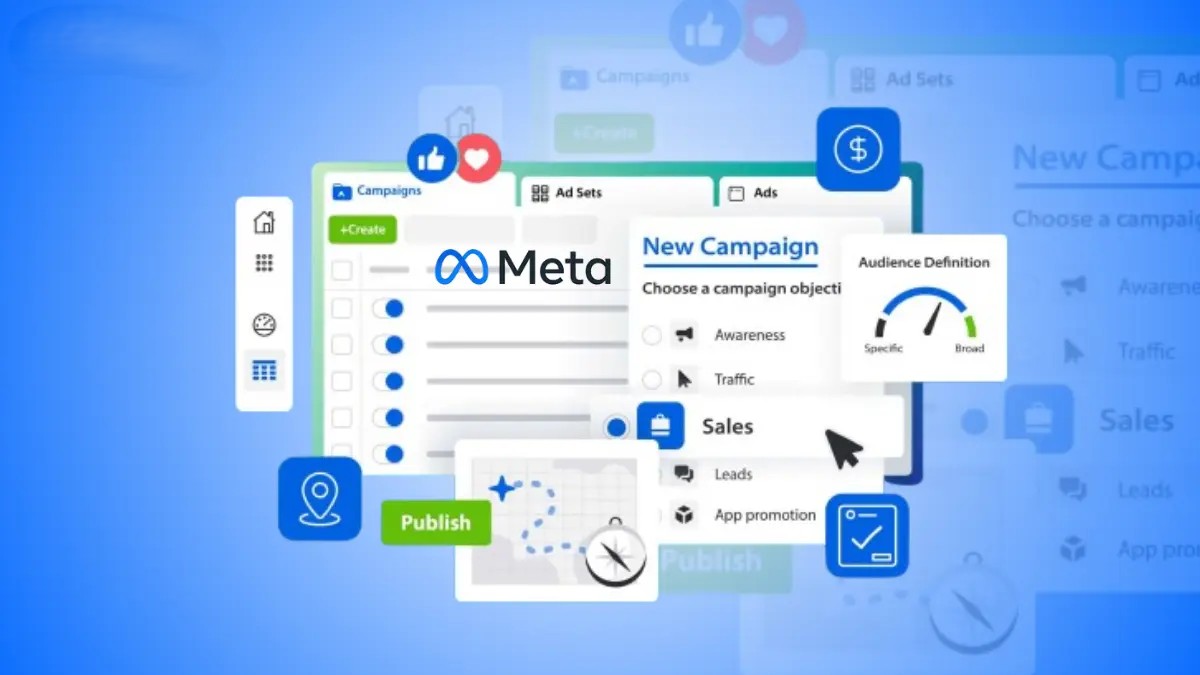 Campaigns
Ad Sets
Ads
+Create
Meta
New Campaign
Choose a campaign objecti
Awareness
Traffic
Sales
Leads
App promotion
Audience Definition
Specific
Broad
Publish
Campaigns
Ad Sets
Ad
+Create
New Camp
Choose a campaig
Awarene
Traffic
Sales
Leads
App pro
Publish